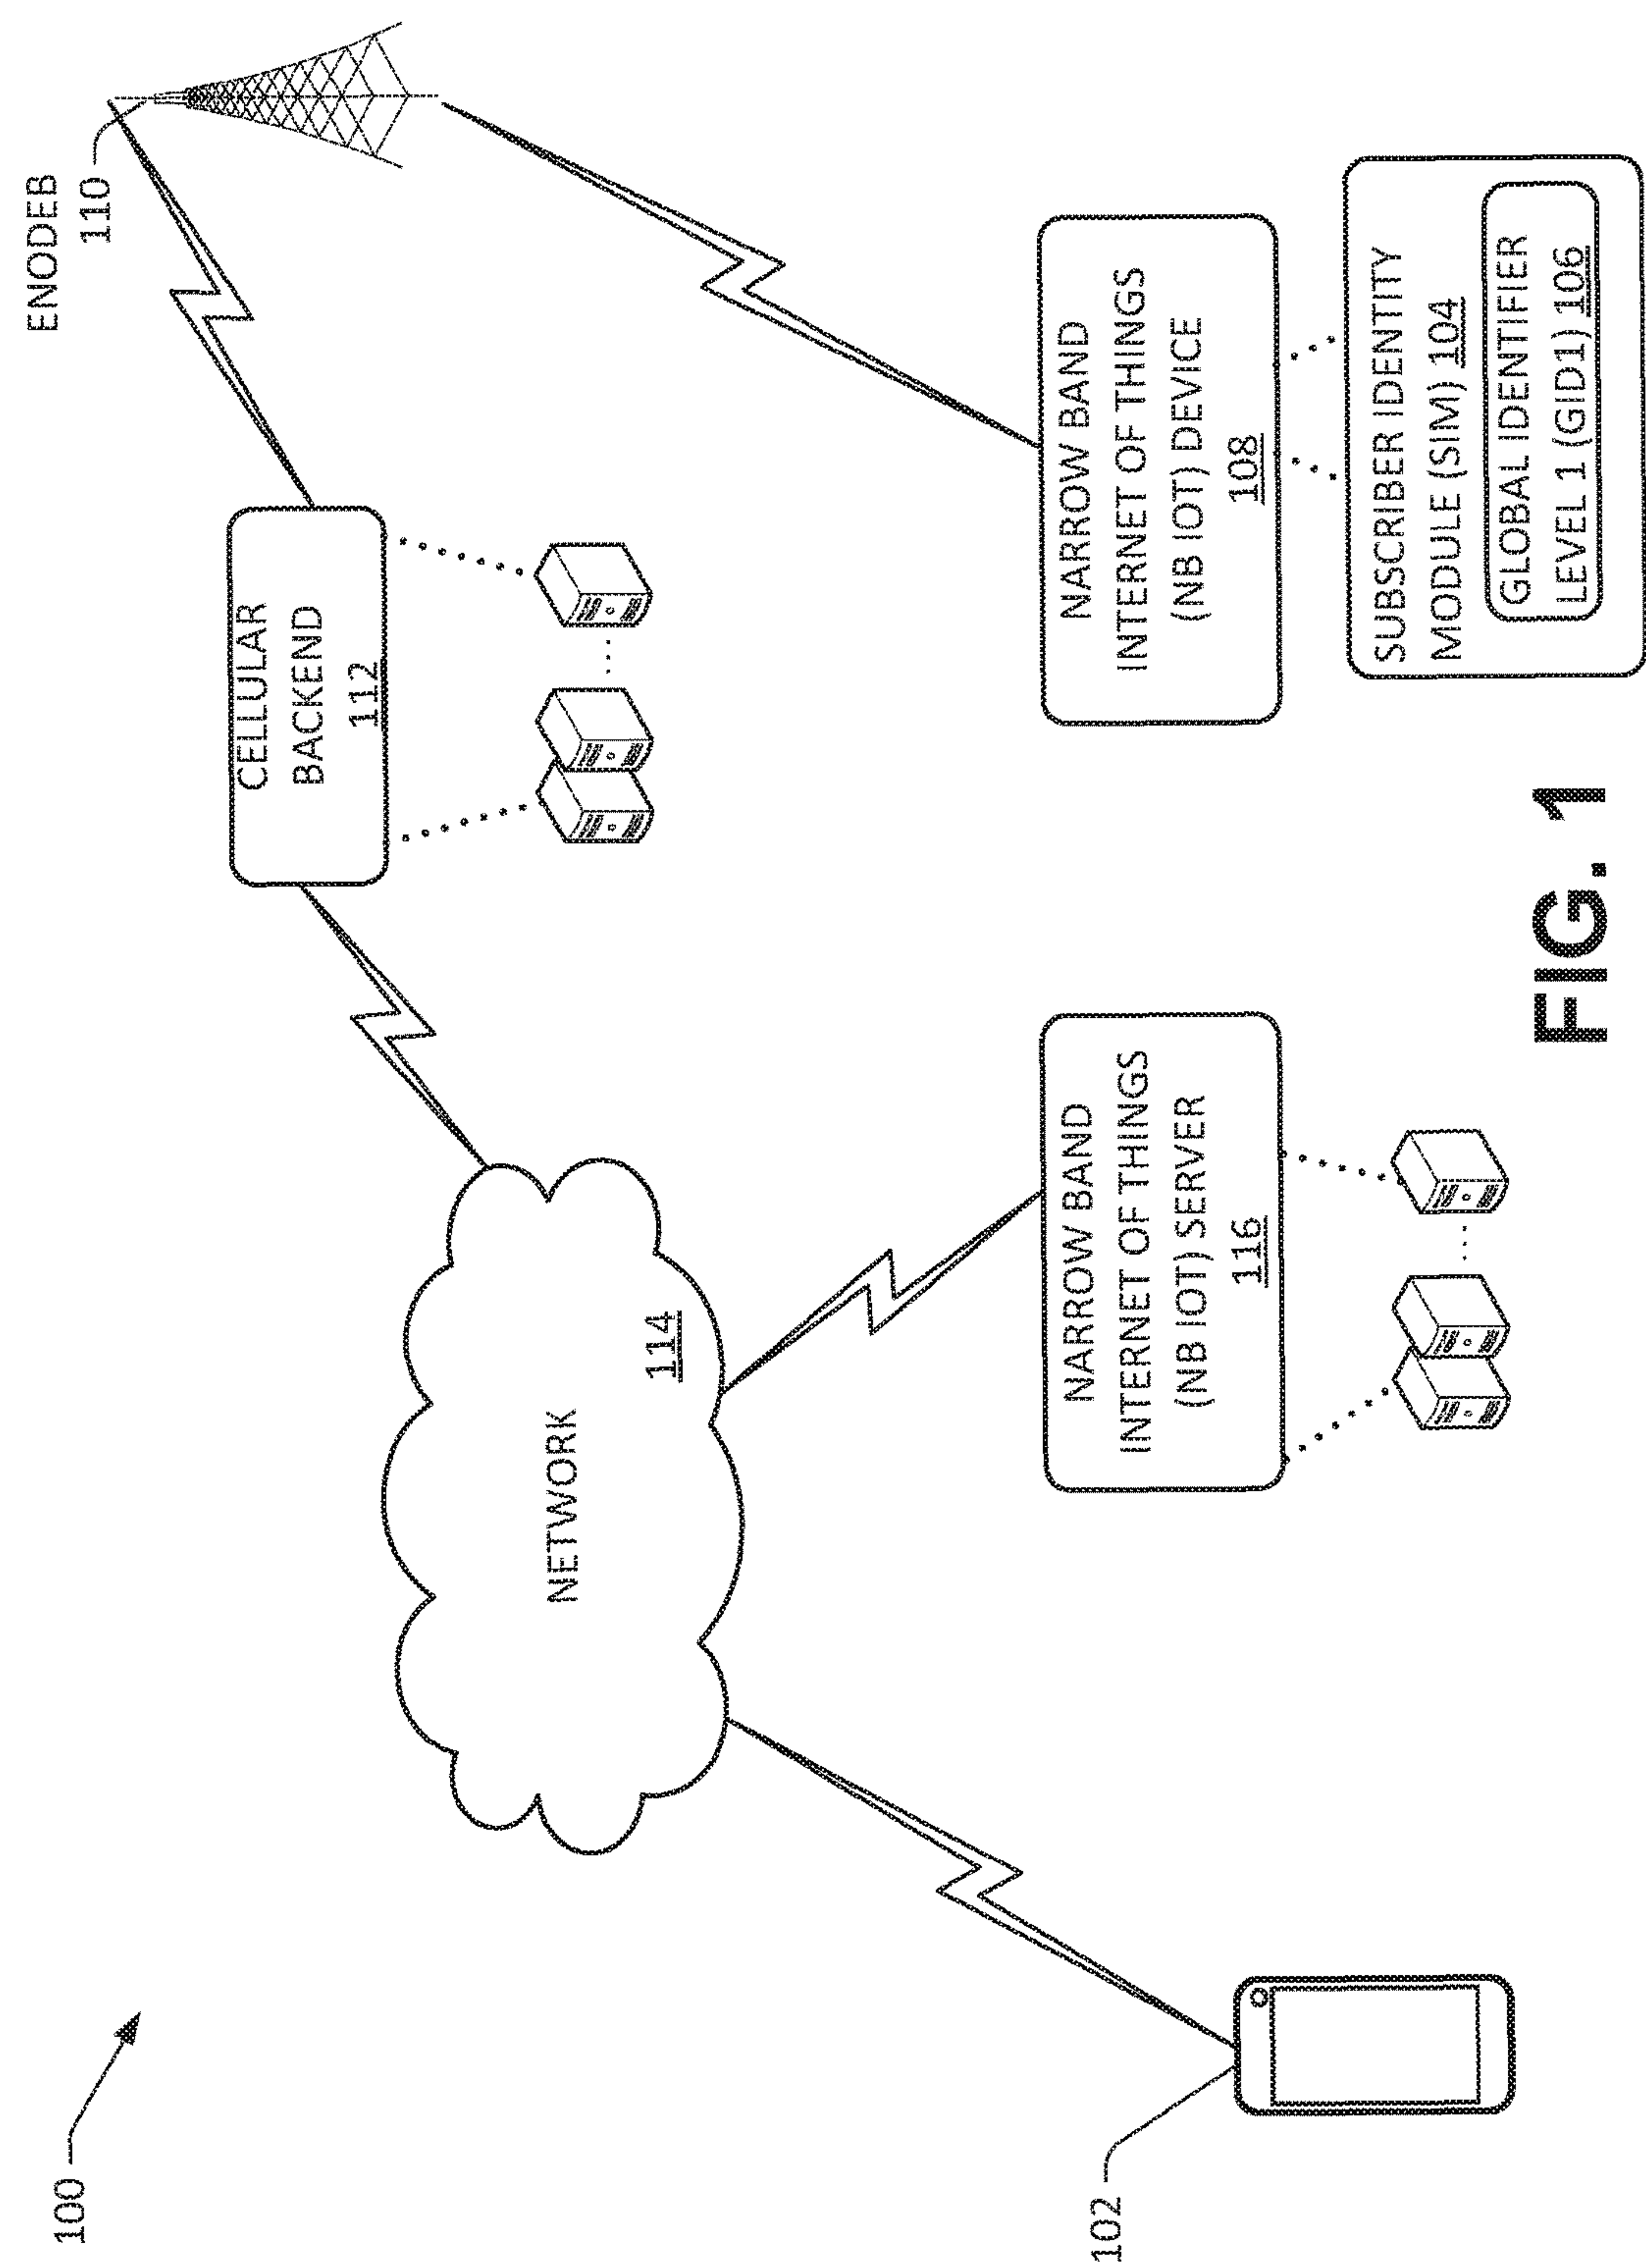 100
ENODEB
110
CELLULAR
BACKEND
112
NETWORK
114
102
NARROW BAND
INTERNET OF THINGS
(NB IOT) SERVER
116
NARROW BAND
INTERNET OF THINGS
(NB IOT) DEVICE
108
SUBSCRIBER IDENTITY
MODULE (SIM) 104
GLOBAL IDENTIFIER
LEVEL 1 (GID1) 106
FIG. 1